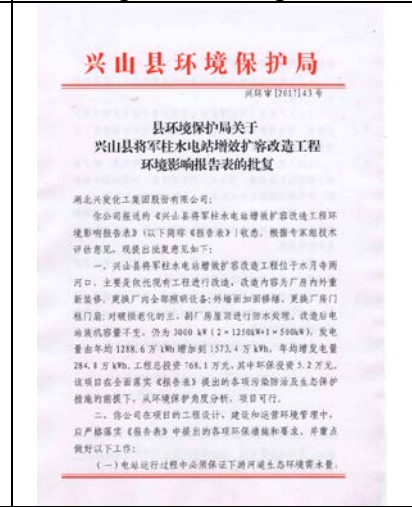 兴山县环境保护局
兴环审[2017]43号
县环境保护局关于
兴山县将军柱水电站增效扩容改造工程
环境影响报告表的批复
湖北兴发化工集团股份有限公司:
你公司报送的《兴山县将军柱水电站增效扩容改造工程环
境影响报告表》(以下简称《报告表》)收悉。根据专家组技术
评估意见,现提出批复意见如下:
一、兴山县将军柱水电站增效扩容改造工程位于水月寺两
河口,主要是依托现有工程进行改造,改造内容为厂房内外重
新装修,更换厂内全部照明设备;外墙面加固修缮,更换厂房门
框门扇;对破损老化的主、副厂房屋顶进行防水处理,改造后电
站装机容量不变,仍为3000 kW(2×1250kW+1×500kW),发电
量由年均1288.6万kWh增加到1573.4万kWh,年均增发电量
284.8万kWh。工程总投资768.1万元,其中环保投资5.2万元。
该项目在全面落实《报告表》提出的各项污染防治及生态保护
措施的前提下,从环境保护角度分析,项目可行。
二、你公司在项目的工程设计、建设和运营环境管理中,
应严格落实《报告表》中提出的各项环保措施和要求,并重点
做好以下工作:
(一)电站运行过程中必须保证下游河道生态环境需水量,